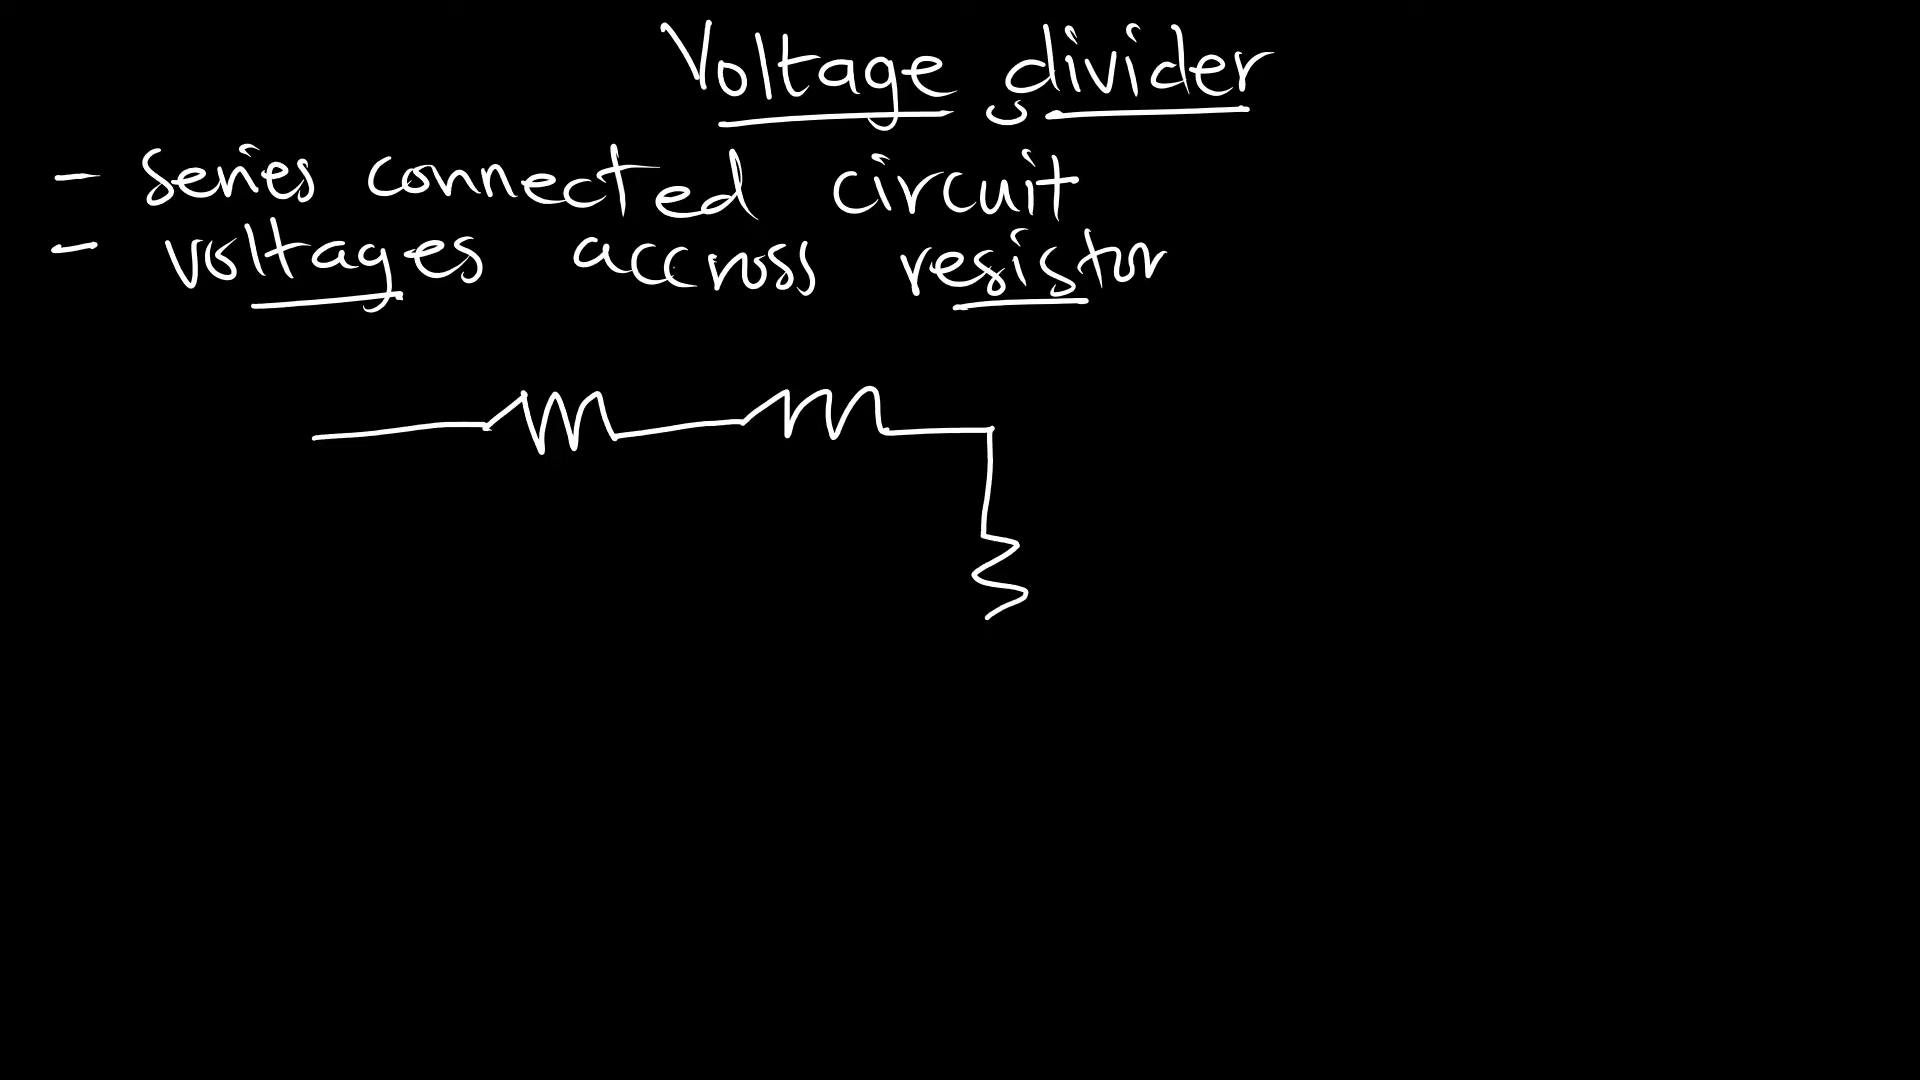 Voltage divider
- series connected circuit
- voltages accross resistor